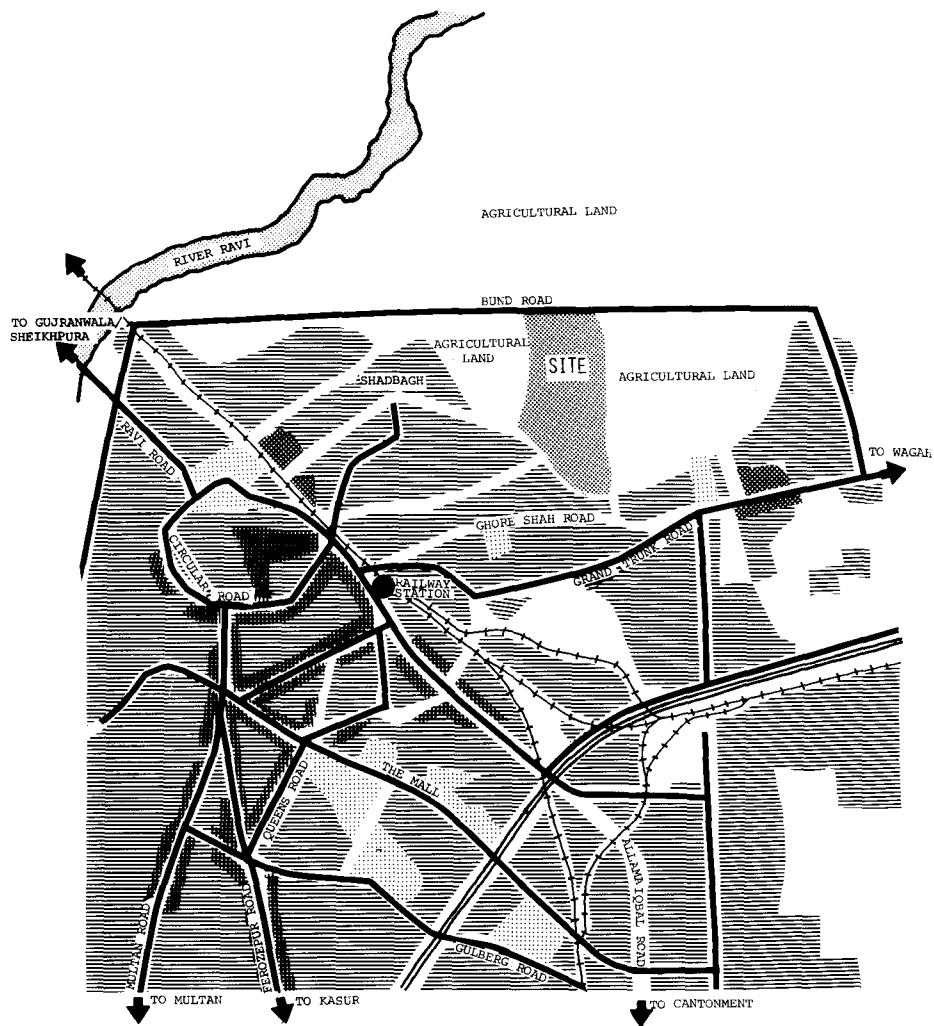 AGRICULTURAL LAND
RIVER RAVI
BUND ROAD
TO GUJRANWALA/
SHEIKHPURA
AGRICULTURAL
LAND
SITE
AGRICULTURAL LAND
SHADBAGH
RAVI ROAD
TO WAGAH
GHORE SHAH ROAD
GRAND TRUNK ROAD
CIRCULAR
ROAD
RAILWAY
STATION
THE MALL
QUEENS ROAD
ALLAMA IQBAL ROAD
MULTAN ROAD
FEROZEPUR ROAD
GULBERG ROAD
TO MULTAN
TO KASUR
TO CANTONMENT